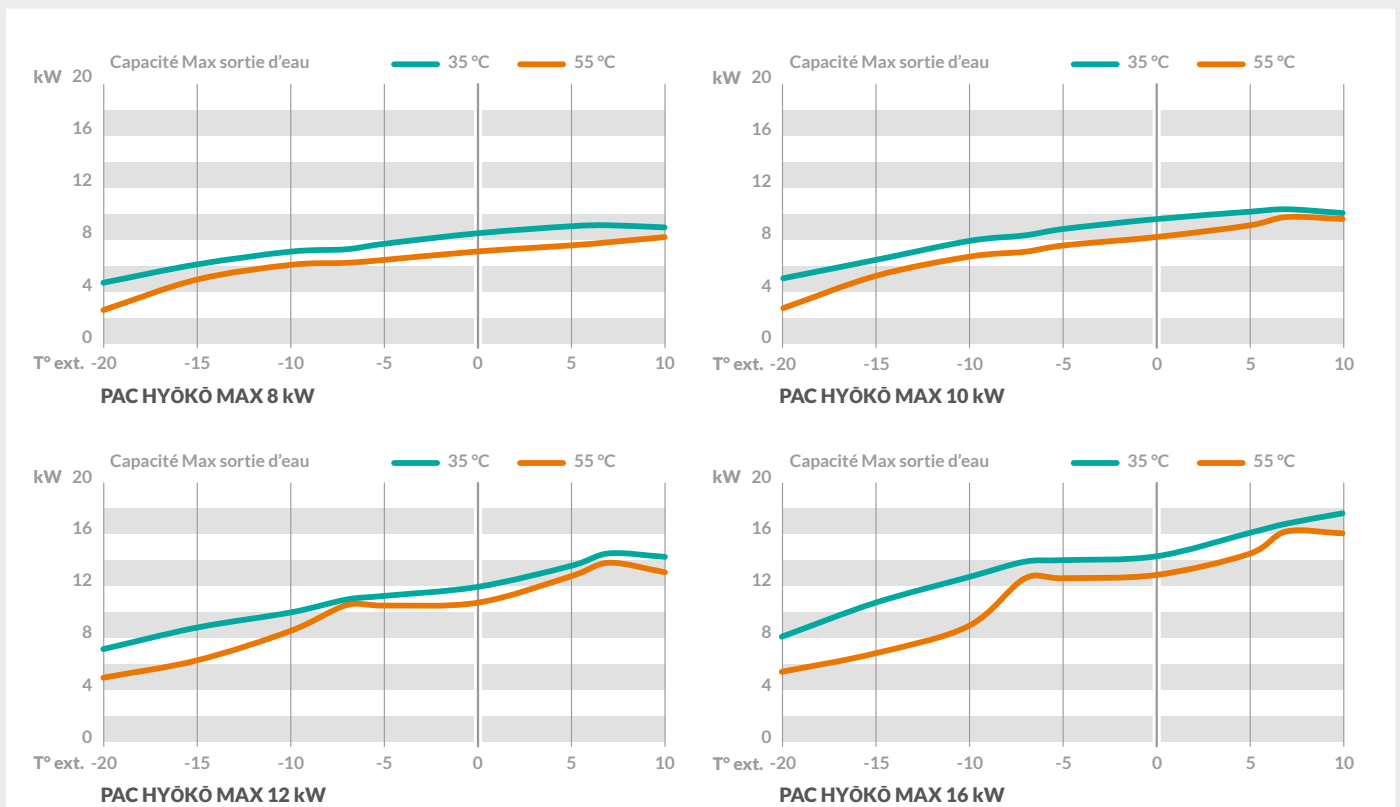 Capacité Max sortie d'eau 35 °C 55 °C
kW 20
16
12
8
4
0
T° ext. -20 -15 -10 -5 0 5 10
PAC HYŌKŌ MAX 8 kW
Capacité Max sortie d'eau 35 °C 55 °C
kW 20
16
12
8
4
0
T° ext. -20 -15 -10 -5 0 5 10
PAC HYŌKŌ MAX 10 kW
Capacité Max sortie d'eau 35 °C 55 °C
kW 20
16
12
8
4
0
T° ext. -20 -15 -10 -5 0 5 10
PAC HYŌKŌ MAX 12 kW
Capacité Max sortie d'eau 35 °C 55 °C
kW 20
16
12
8
4
0
T° ext. -20 -15 -10 -5 0 5 10
PAC HYŌKŌ MAX 16 kW